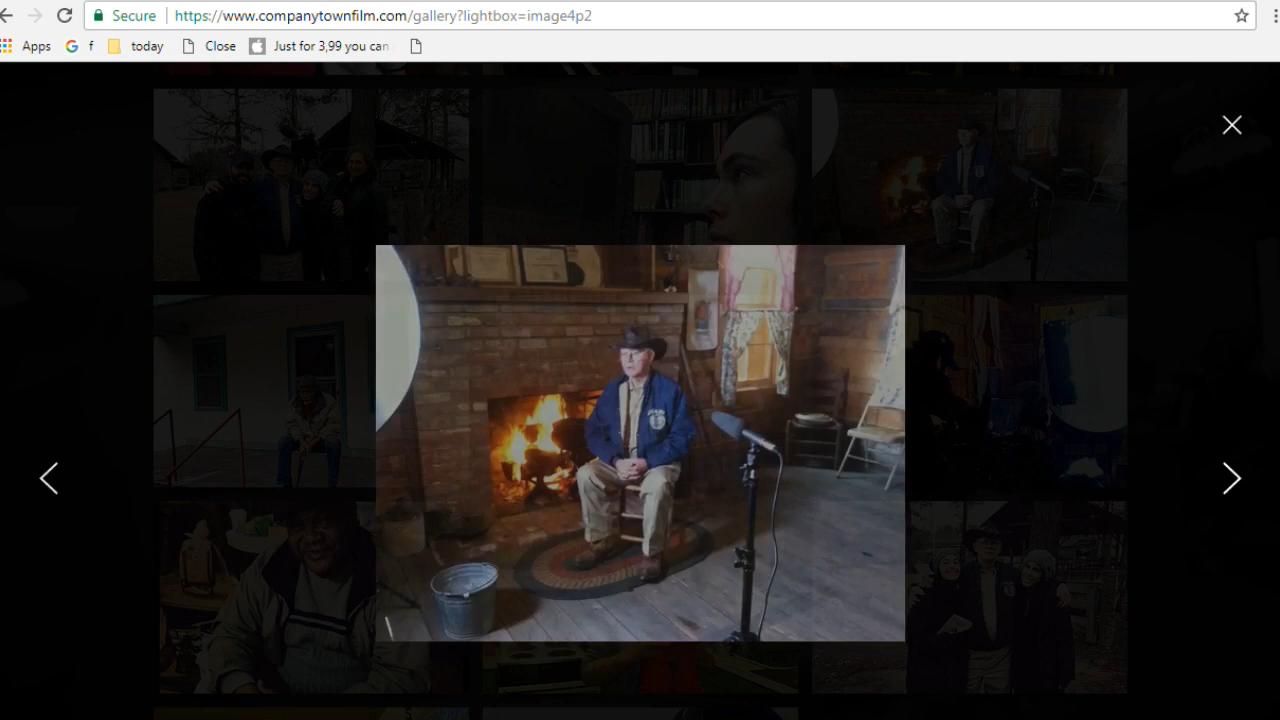 Secure https://www.companytownfilm.com/gallery?lightbox=image4p2
Apps f today Close Just for 3,99 you can